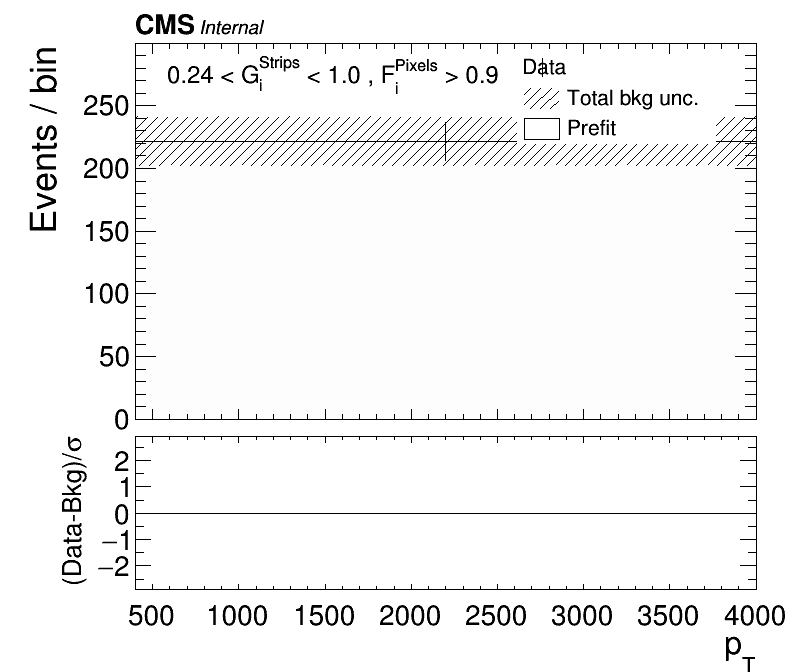 CMS Internal
0.24 < G_i^Strips < 1.0 , F_i^Pixels > 0.9
Data
Total bkg unc.
Prefit
Events / bin
250
200
150
100
50
0
(Data-Bkg)/σ
2
1
0
−1
−2
500 1000 1500 2000 2500 3000 3500 4000
p_T